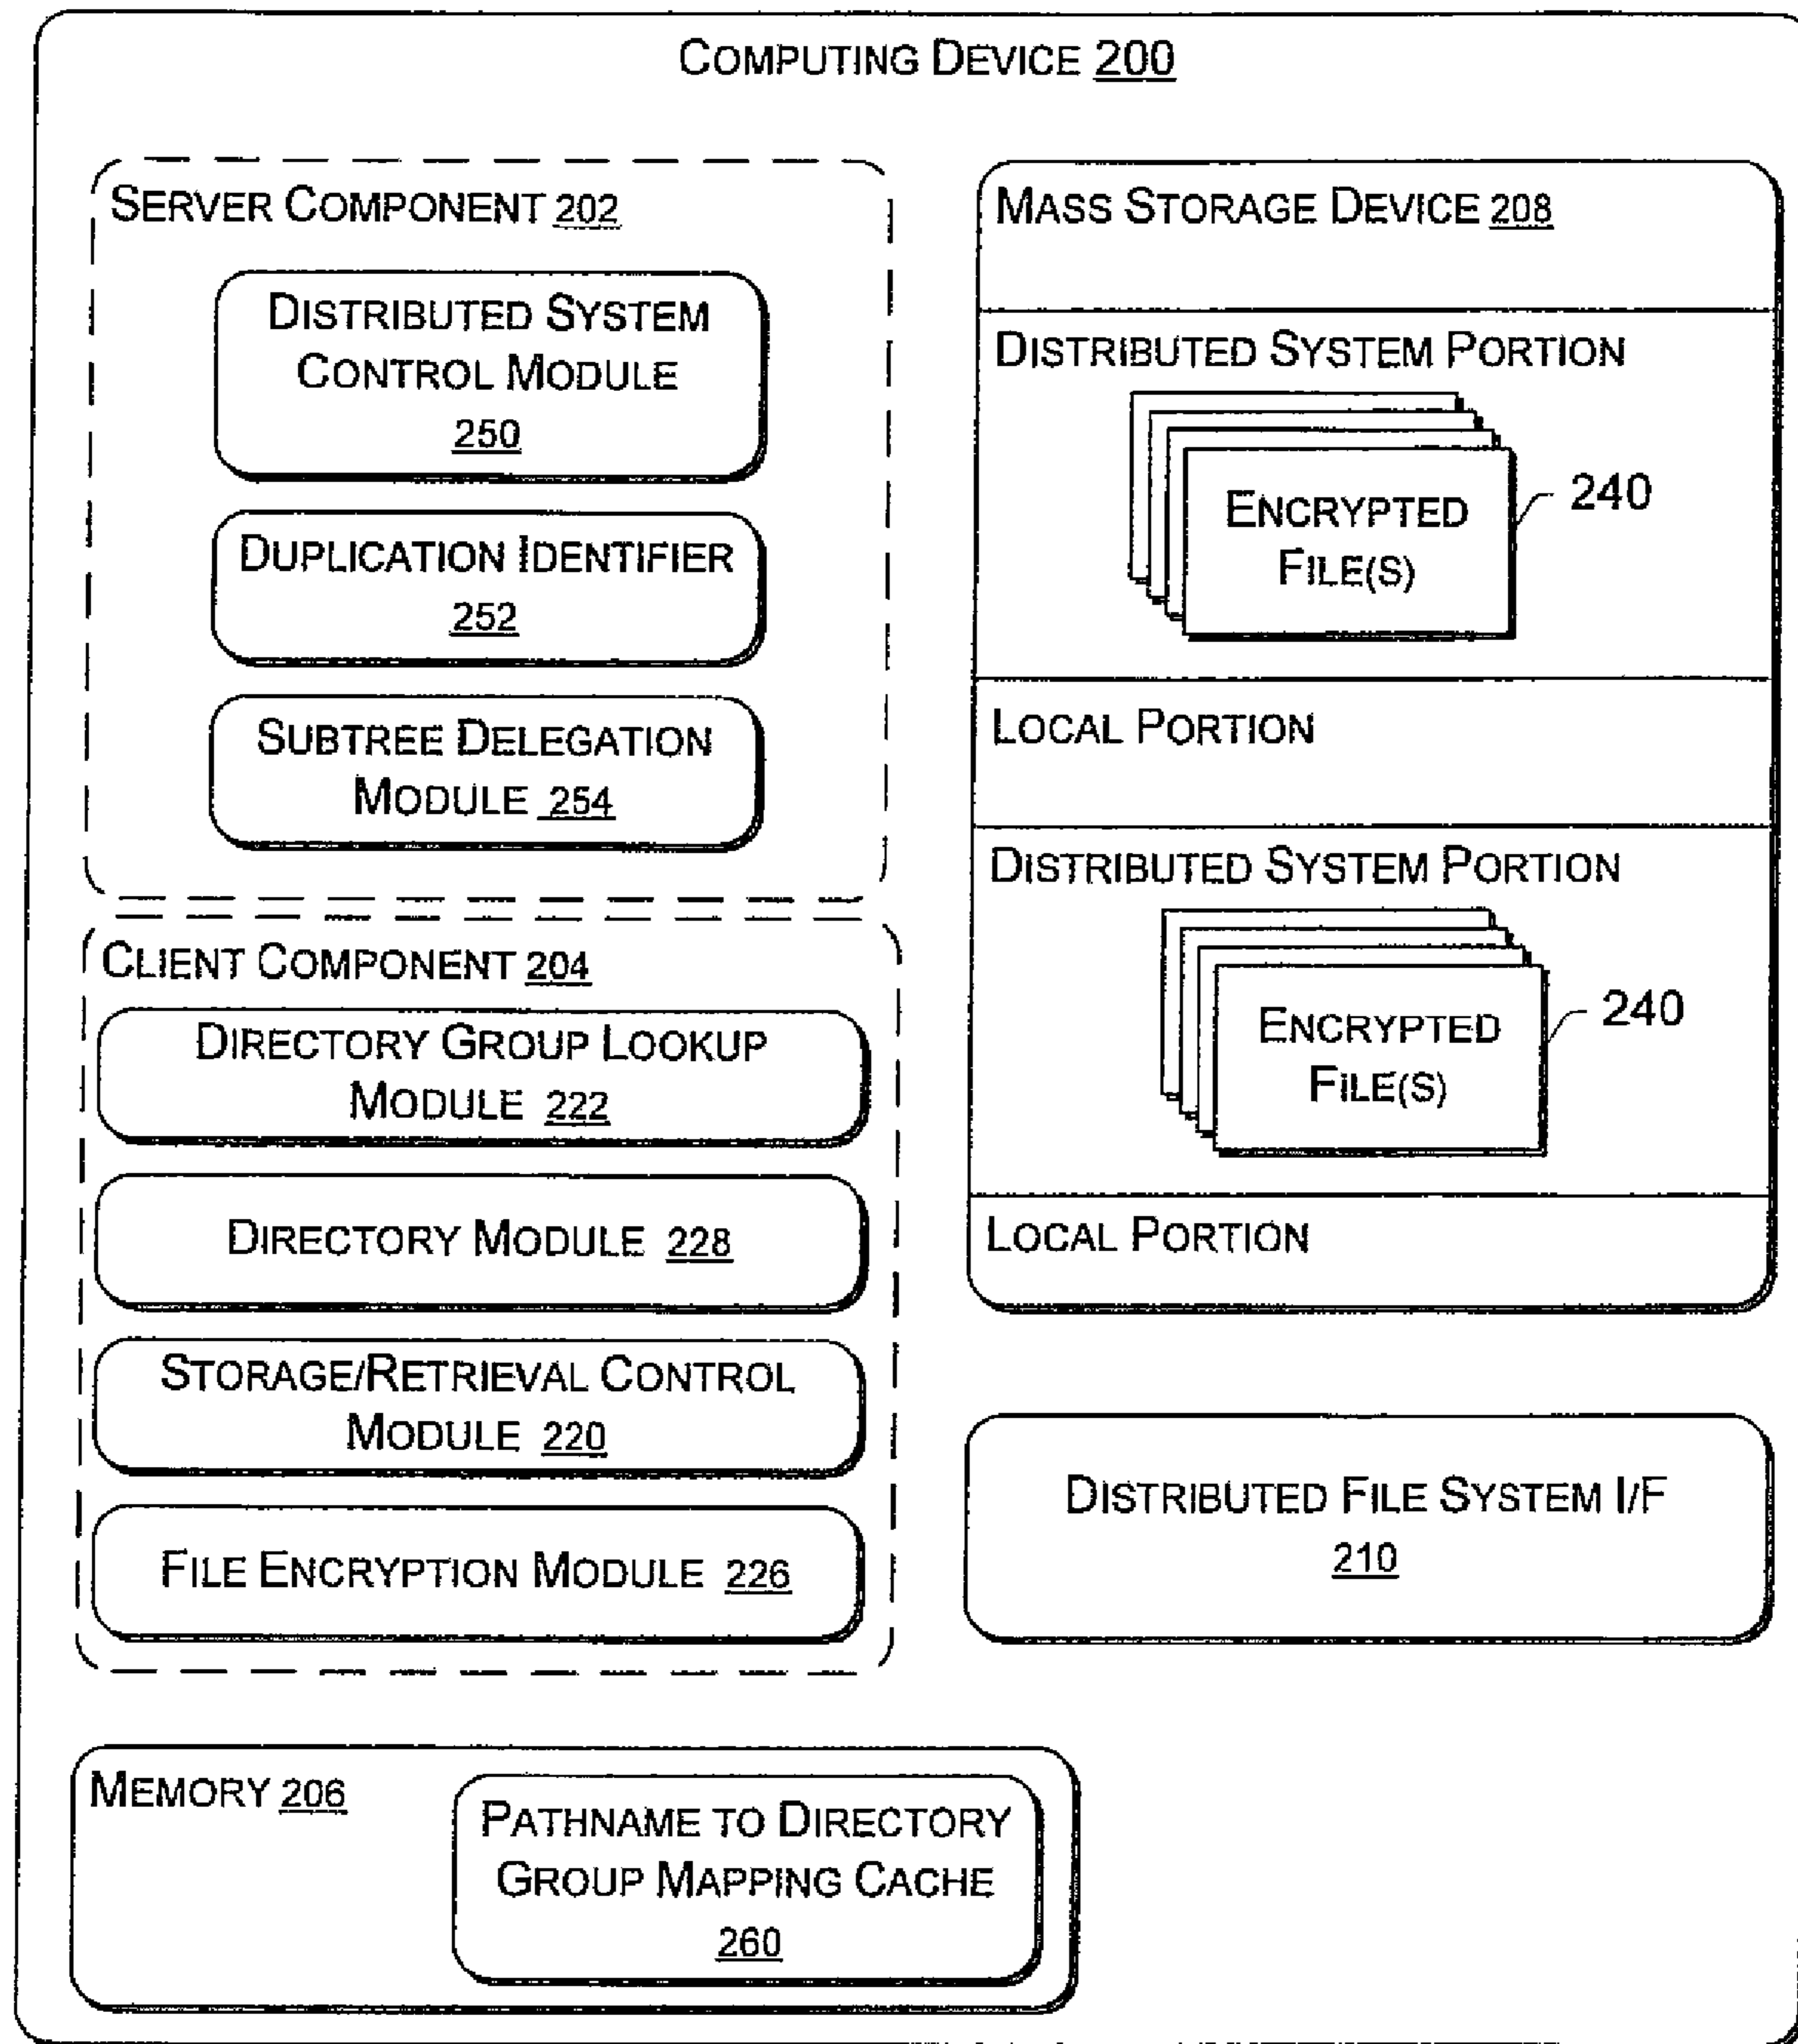 COMPUTING DEVICE 200
SERVER COMPONENT 202
DISTRIBUTED SYSTEM
CONTROL MODULE
250
DUPLICATION IDENTIFIER
252
SUBTREE DELEGATION
MODULE 254
CLIENT COMPONENT 204
DIRECTORY GROUP LOOKUP
MODULE 222
DIRECTORY MODULE 228
STORAGE/RETRIEVAL CONTROL
MODULE 220
FILE ENCRYPTION MODULE 226
MASS STORAGE DEVICE 208
DISTRIBUTED SYSTEM PORTION
ENCRYPTED
FILE(S)
240
LOCAL PORTION
DISTRIBUTED SYSTEM PORTION
ENCRYPTED
FILE(S)
240
LOCAL PORTION
DISTRIBUTED FILE SYSTEM I/F
210
MEMORY 206
PATHNAME TO DIRECTORY
GROUP MAPPING CACHE
260